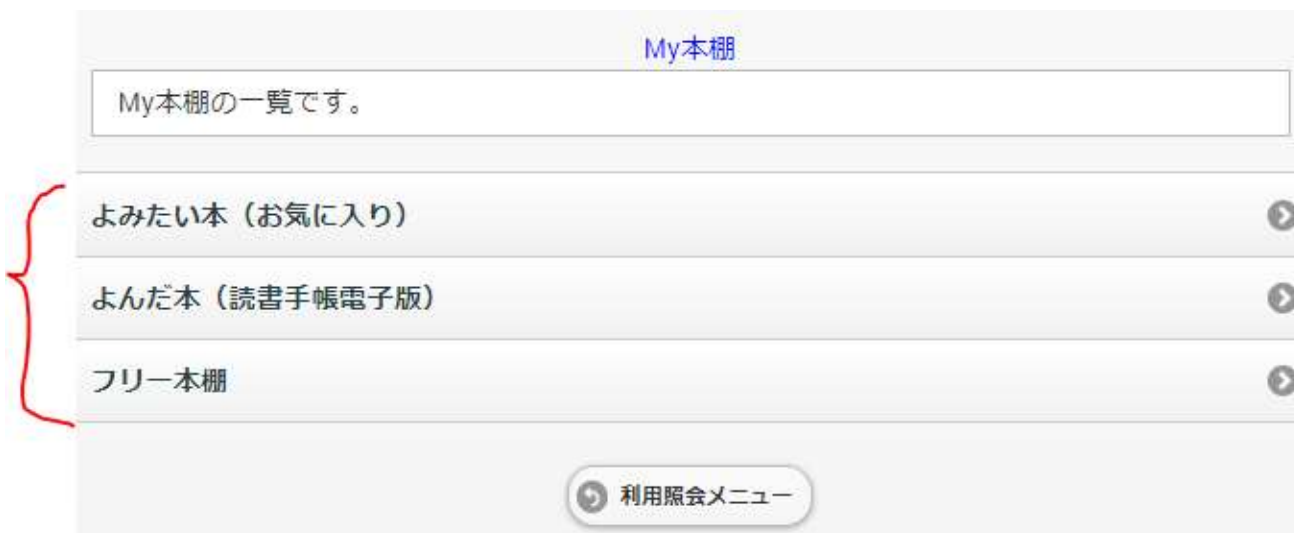 My本棚
My本棚の一覧です。
よみたい本（お気に入り）
よんだ本（読書手帳電子版）
フリー本棚
利用照会メニュー